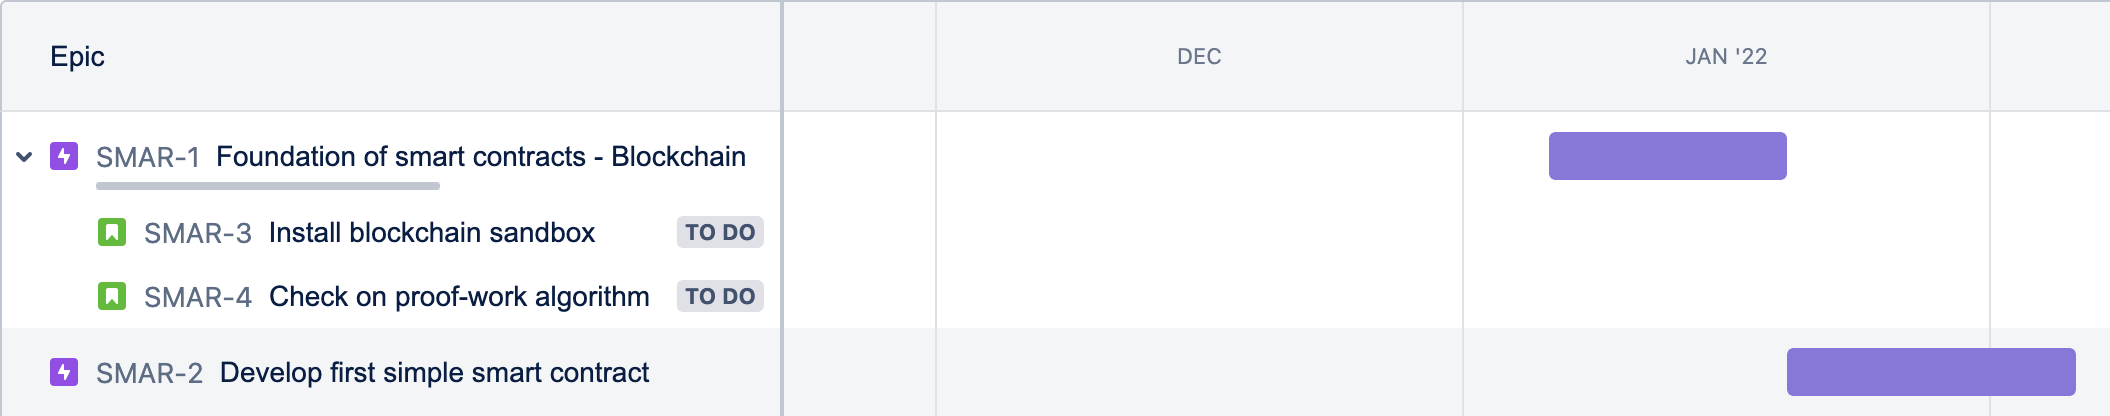 Epic
DEC
JAN '22
SMAR-1 Foundation of smart contracts - Blockchain
SMAR-3 Install blockchain sandbox TO DO
SMAR-4 Check on proof-work algorithm TO DO
SMAR-2 Develop first simple smart contract